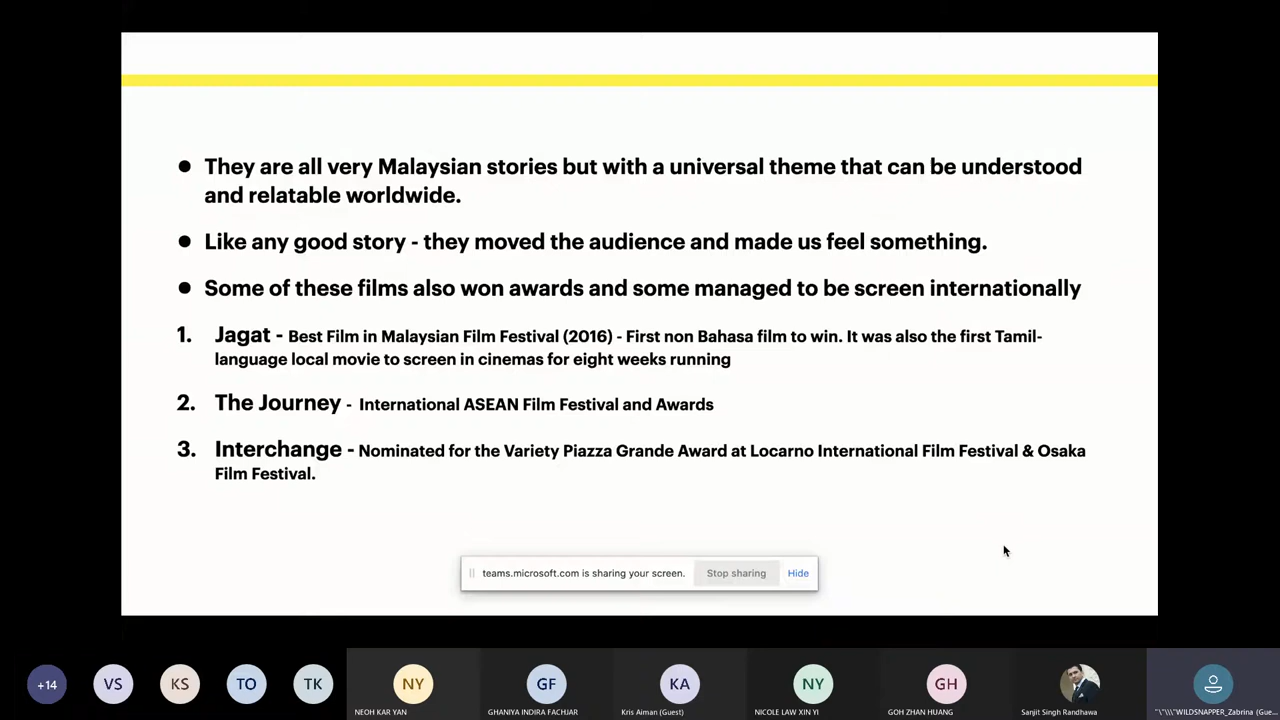 They are all very Malaysian stories but with a universal theme that can be understood
and relatable worldwide.
Like any good story - they moved the audience and made us feel something.
Some of these films also won awards and some managed to be screen internationally
1. Jagat - Best Film in Malaysian Film Festival (2016) - First non Bahasa film to win. It was also the first Tamil-
language local movie to screen in cinemas for eight weeks running
2. The Journey - International ASEAN Film Festival and Awards
3. Interchange - Nominated for the Variety Piazza Grande Award at Locarno International Film Festival & Osaka
Film Festival.
teams.microsoft.com is sharing your screen. Stop sharing Hide
+14 VS KS TO TK NY GF KA NY GH
NEOH KAR YAN GHANIYA INDIRA FACHJAR Kris Aiman (Guest) NICOLE LAW XIN YI GOH ZHAN HUANG Sanjit Singh Randhawa "\"\\\"WILDSNAPPER_Zabrina (Gue...